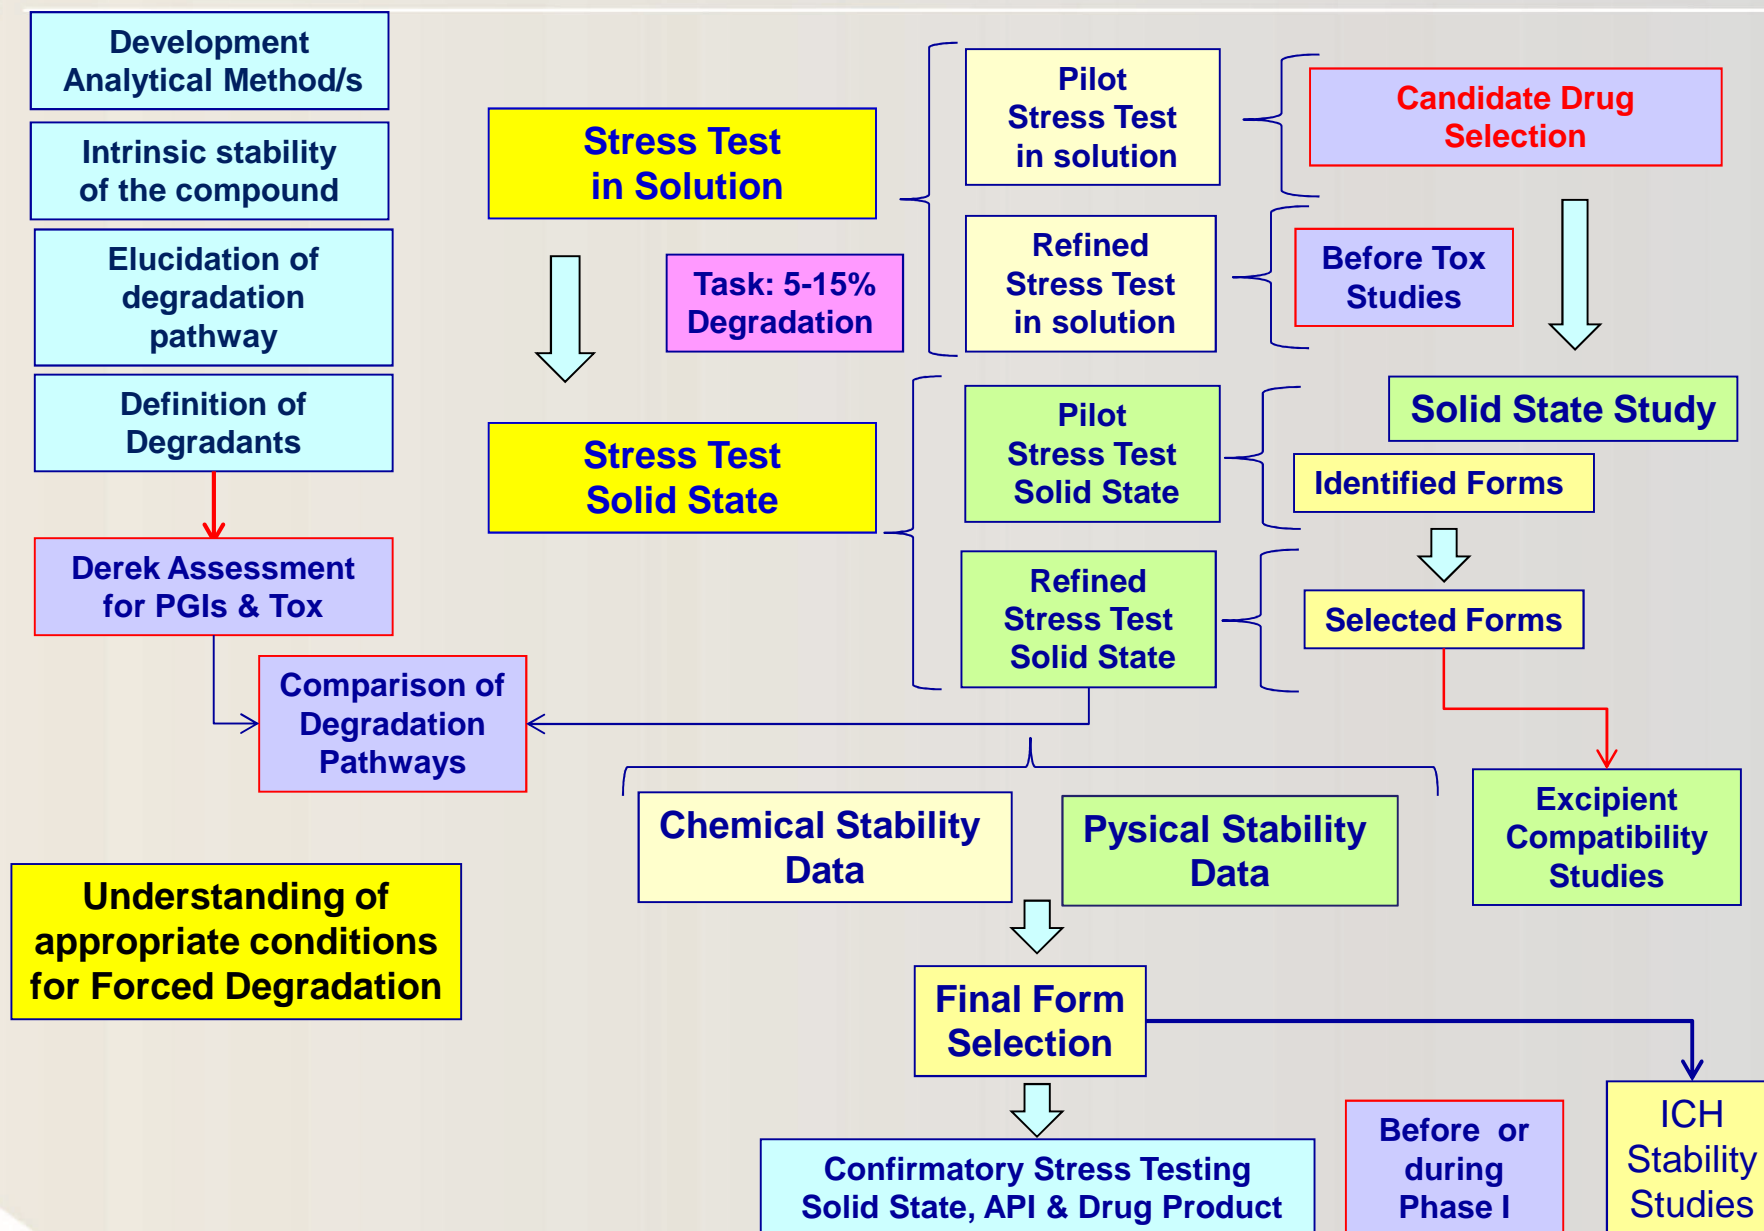 Development
Analytical Method/s
Intrinsic stability
of the compound
Elucidation of
degradation
pathway
Definition of
Degradants
Derek Assessment
for PGIs & Tox
Comparison of
Degradation
Pathways
Understanding of
appropriate conditions
for Forced Degradation
Stress Test
in Solution
Task: 5-15%
Degradation
Stress Test
Solid State
Pilot
Stress Test
in solution
Refined
Stress Test
in solution
Pilot
Stress Test
Solid State
Refined
Stress Test
Solid State
Candidate Drug
Selection
Before Tox
Studies
Solid State Study
Identified Forms
Selected Forms
Excipient
Compatibility
Studies
Chemical Stability
Data
Pysical Stability
Data
Final Form
Selection
Confirmatory Stress Testing
Solid State, API & Drug Product
Before or
during
Phase I
ICH
Stability
Studies